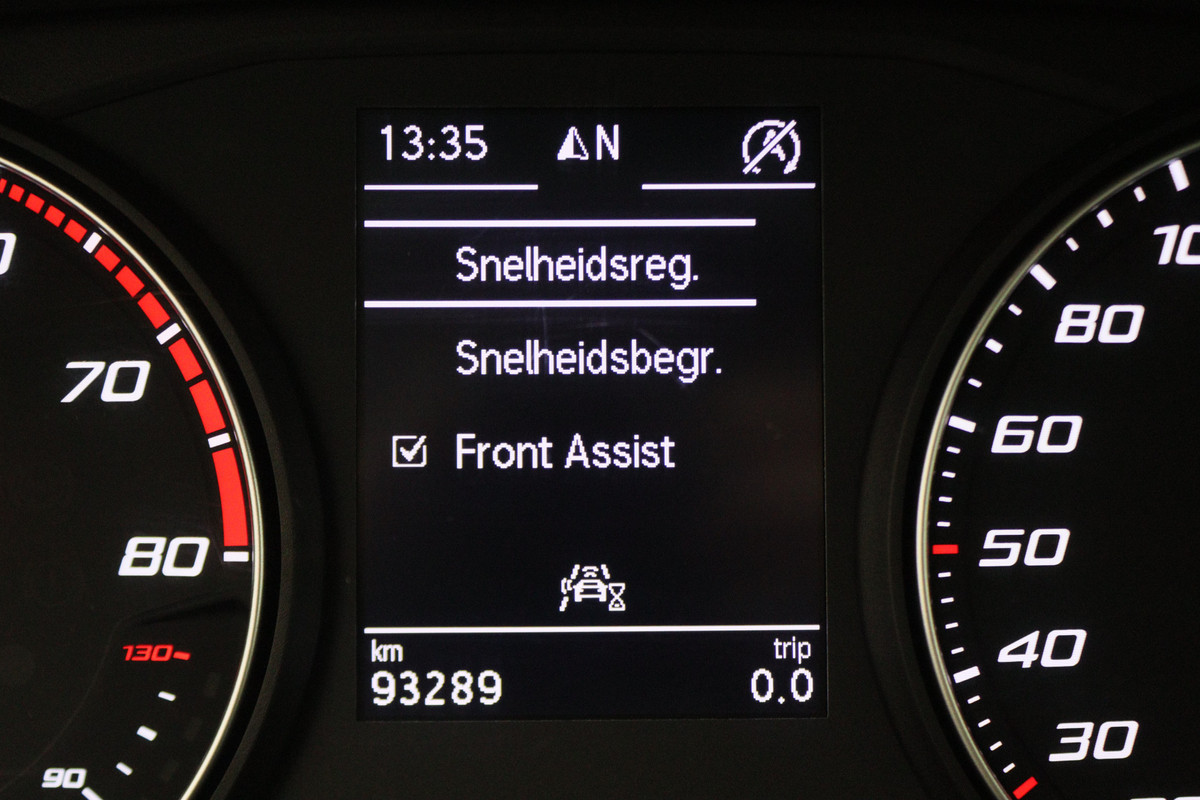 13:35 N
Snelheidsreg.
Snelheidsbegr.
Front Assist
km trip
93289 0.0
70
80
130
90
80
60
50
40
30